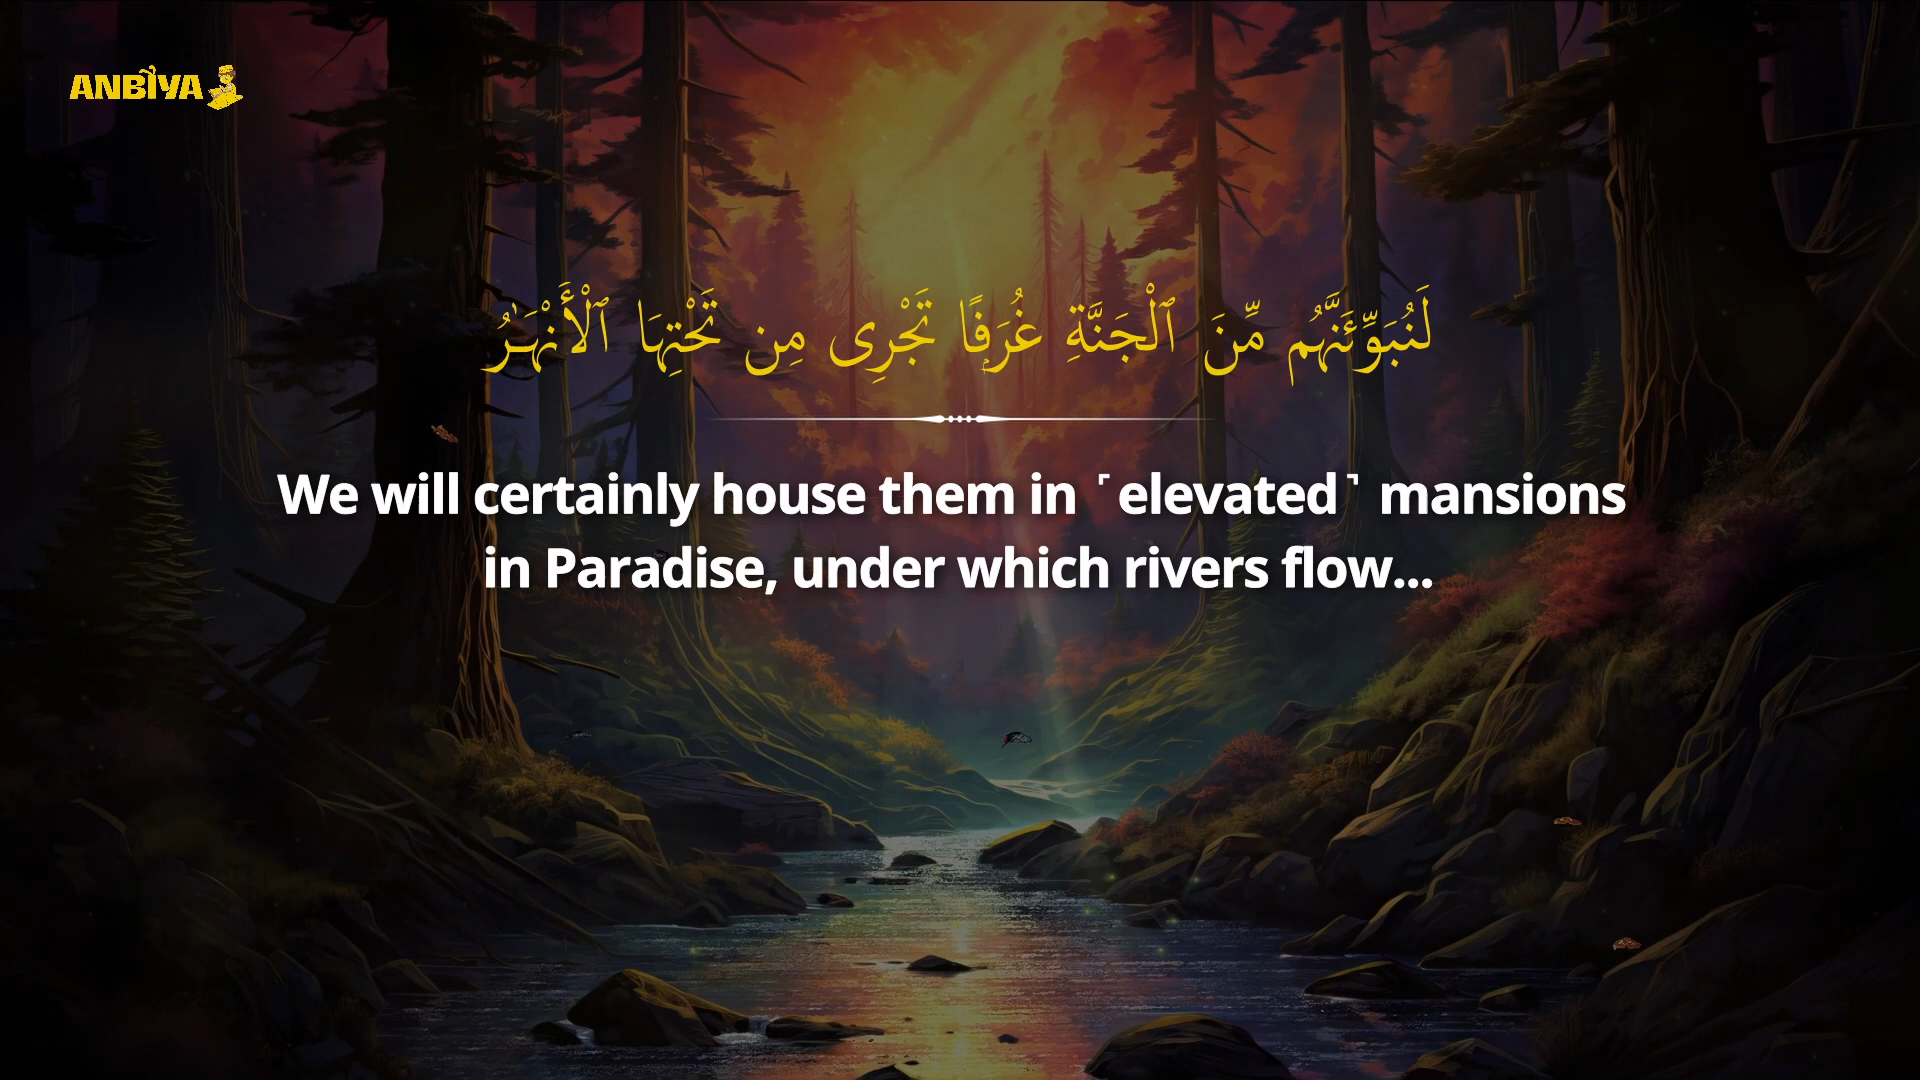 ANBIYA
لَنُبَوِّئَنَّهُم مِّنَ ٱلْجَنَّةِ غُرَفًۭا تَجْرِى مِن تَحْتِهَا ٱلْأَنْهَـٰرُ
We will certainly house them in ˹elevated˺ mansions
in Paradise, under which rivers flow...